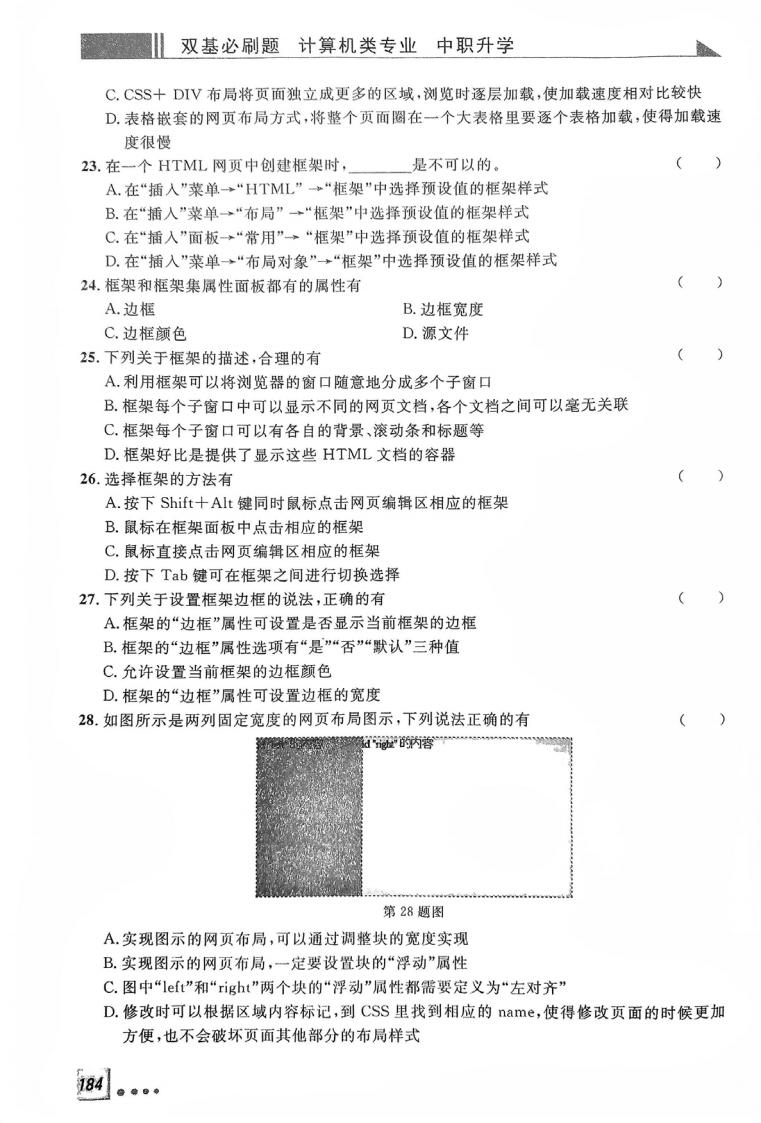 双基必刷题 计算机类专业 中职升学
C. CSS+ DIV 布局将页面独立成更多的区域,浏览时逐层加载,使加载速度相对比较快
D. 表格嵌套的网页布局方式,将整个页面圈在一个大表格里要逐个表格加载,使得加载速
度很慢
23. 在一个 HTML 网页中创建框架时,________是不可以的。 ( )
A. 在“插入”菜单→“HTML”→“框架”中选择预设值的框架样式
B. 在“插入”菜单→“布局”→“框架”中选择预设值的框架样式
C. 在“插入”面板→“常用”→“框架”中选择预设值的框架样式
D. 在“插入”菜单→“布局对象”→“框架”中选择预设值的框架样式
24. 框架和框架集属性面板都有的属性有 ( )
A. 边框 B. 边框宽度
C. 边框颜色 D. 源文件
25. 下列关于框架的描述,合理的有 ( )
A. 利用框架可以将浏览器的窗口随意地分成多个子窗口
B. 框架每个子窗口中可以显示不同的网页文档,各个文档之间可以毫无关联
C. 框架每个子窗口可以有各自的背景、滚动条和标题等
D. 框架好比是提供了显示这些 HTML 文档的容器
26. 选择框架的方法有 ( )
A. 按下 Shift+Alt 键同时鼠标点击网页编辑区相应的框架
B. 鼠标在框架面板中点击相应的框架
C. 鼠标直接点击网页编辑区相应的框架
D. 按下 Tab 键可在框架之间进行切换选择
27. 下列关于设置框架边框的说法,正确的有 ( )
A. 框架的“边框”属性可设置是否显示当前框架的边框
B. 框架的“边框”属性选项有“是”“否”“默认”三种值
C. 允许设置当前框架的边框颜色
D. 框架的“边框”属性可设置边框的宽度
28. 如图所示是两列固定宽度的网页布局图示,下列说法正确的有 ( )
id "right" 的内容
第 28 题图
A. 实现图示的网页布局,可以通过调整块的宽度实现
B. 实现图示的网页布局,一定要设置块的“浮动”属性
C. 图中“left”和“right”两个块的“浮动”属性都需要定义为“左对齐”
D. 修改时可以根据区域内容标记,到 CSS 里找到相应的 name,使得修改页面的时候更加
方便,也不会破坏页面其他部分的布局样式
184